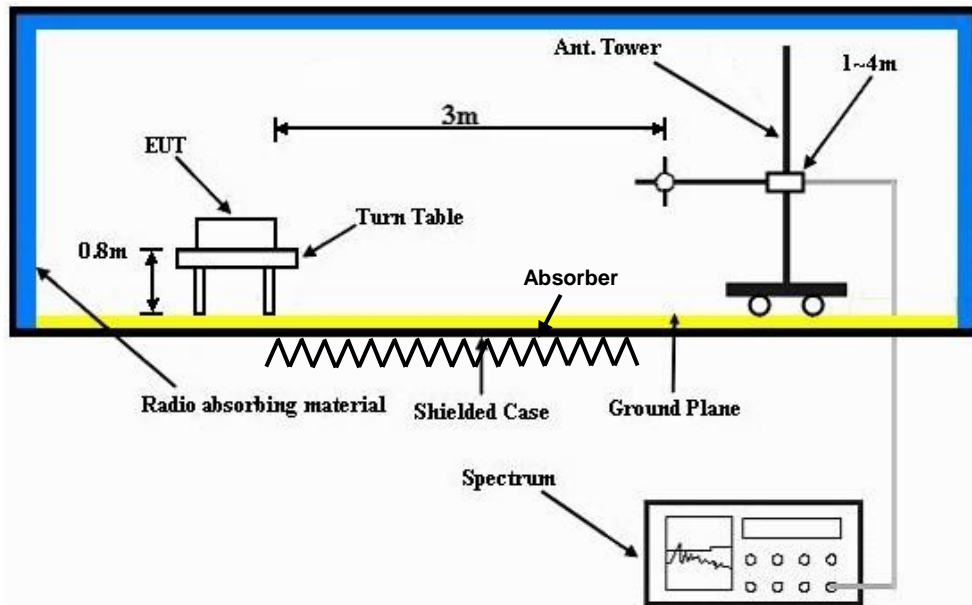 Ant. Tower
1~4m
3m
EUT
Turn Table
0.8m
Absorber
Radio absorbing material
Shielded Case
Ground Plane
Spectrum